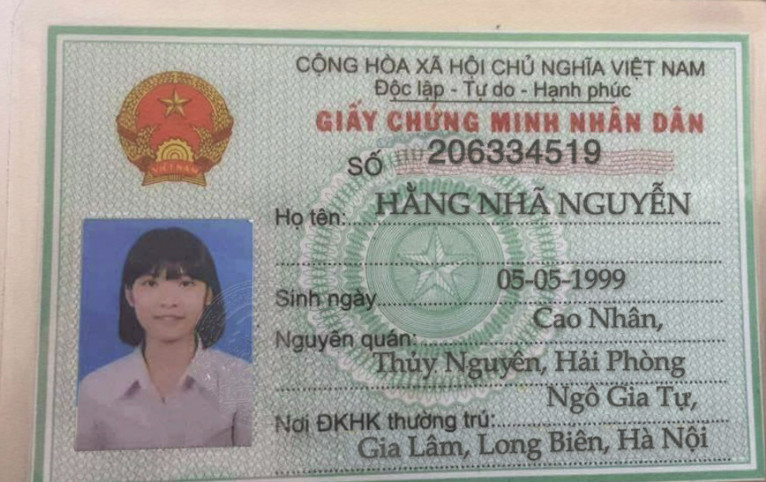 CỘNG HÒA XÃ HỘI CHỦ NGHĨA VIỆT NAM
Độc lập - Tự do - Hạnh phúc
GIẤY CHỨNG MINH NHÂN DÂN
SỐ 206334519
Họ tên: HẰNG NHÃ NGUYỄN
Sinh ngày 05-05-1999
Nguyên quán: Cao Nhân,
Thủy Nguyên, Hải Phòng
Nơi ĐKHK thường trú: Ngô Gia Tự,
Gia Lâm, Long Biên, Hà Nội
VIỆT NAM